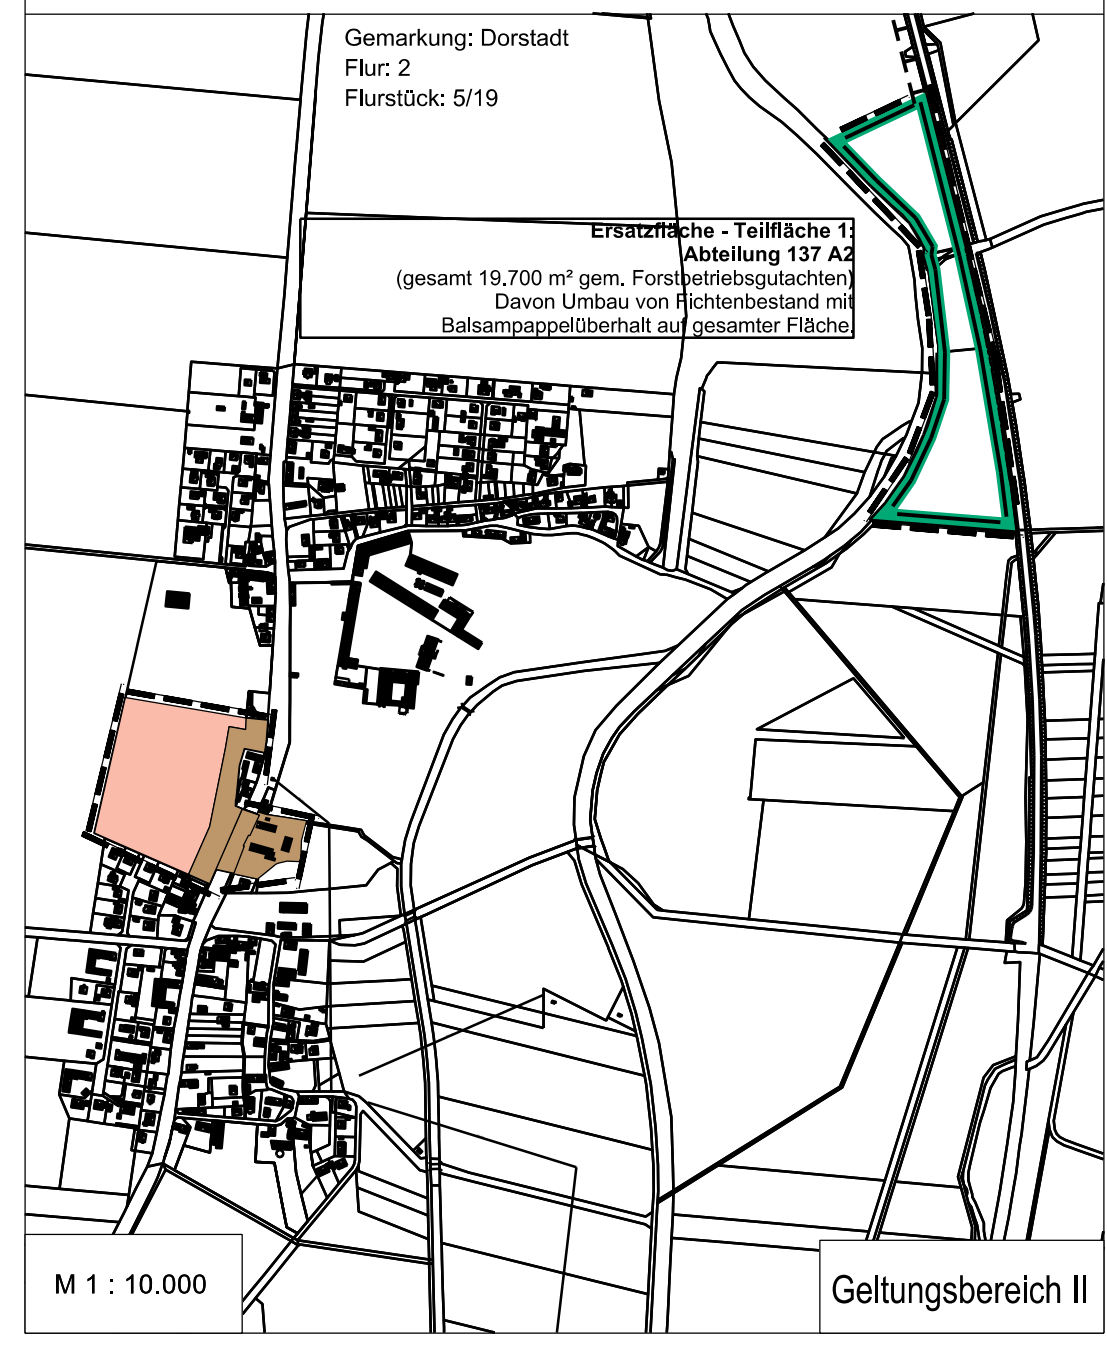 Gemarkung: Dorstadt
Flur: 2
Flurstück: 5/19
Ersatzfläche - Teilfläche 1:
Abteilung 137 A2
(gesamt 19.700 m² gem. Forstbetriebsgutachten)
Davon Umbau von Fichtenbestand mit
Balsampappelüberhalt auf gesamter Fläche.
M 1 : 10.000
Geltungsbereich II